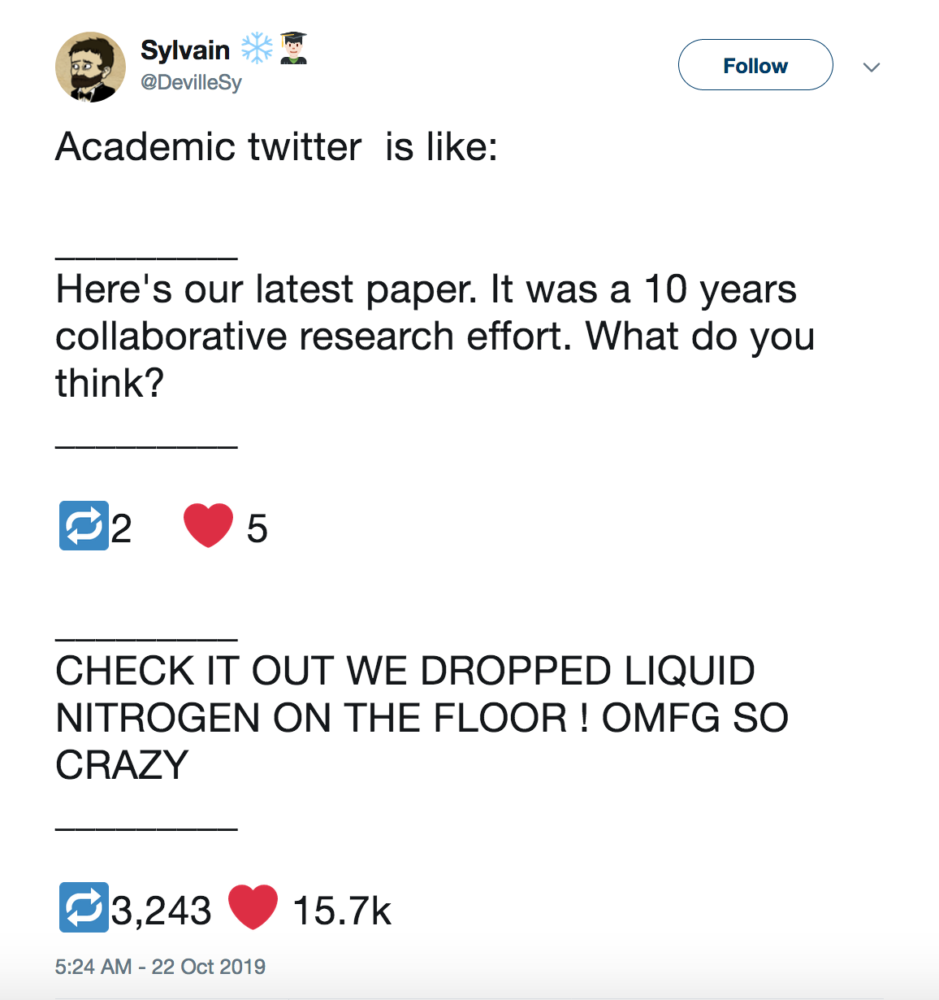 Sylvain ❄️👨🏻‍🎓
@DevilleSy
Follow
Academic twitter  is like:
_________
Here's our latest paper. It was a 10 years
collaborative research effort. What do you
think?
_________
🔁2 ❤️ 5
_________
CHECK IT OUT WE DROPPED LIQUID
NITROGEN ON THE FLOOR ! OMFG SO
CRAZY
_________
🔁3,243 ❤️ 15.7k
5:24 AM - 22 Oct 2019